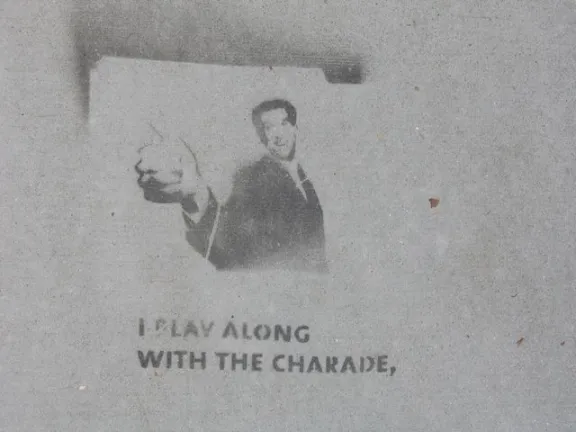 I PLAY ALONG
WITH THE CHARADE,